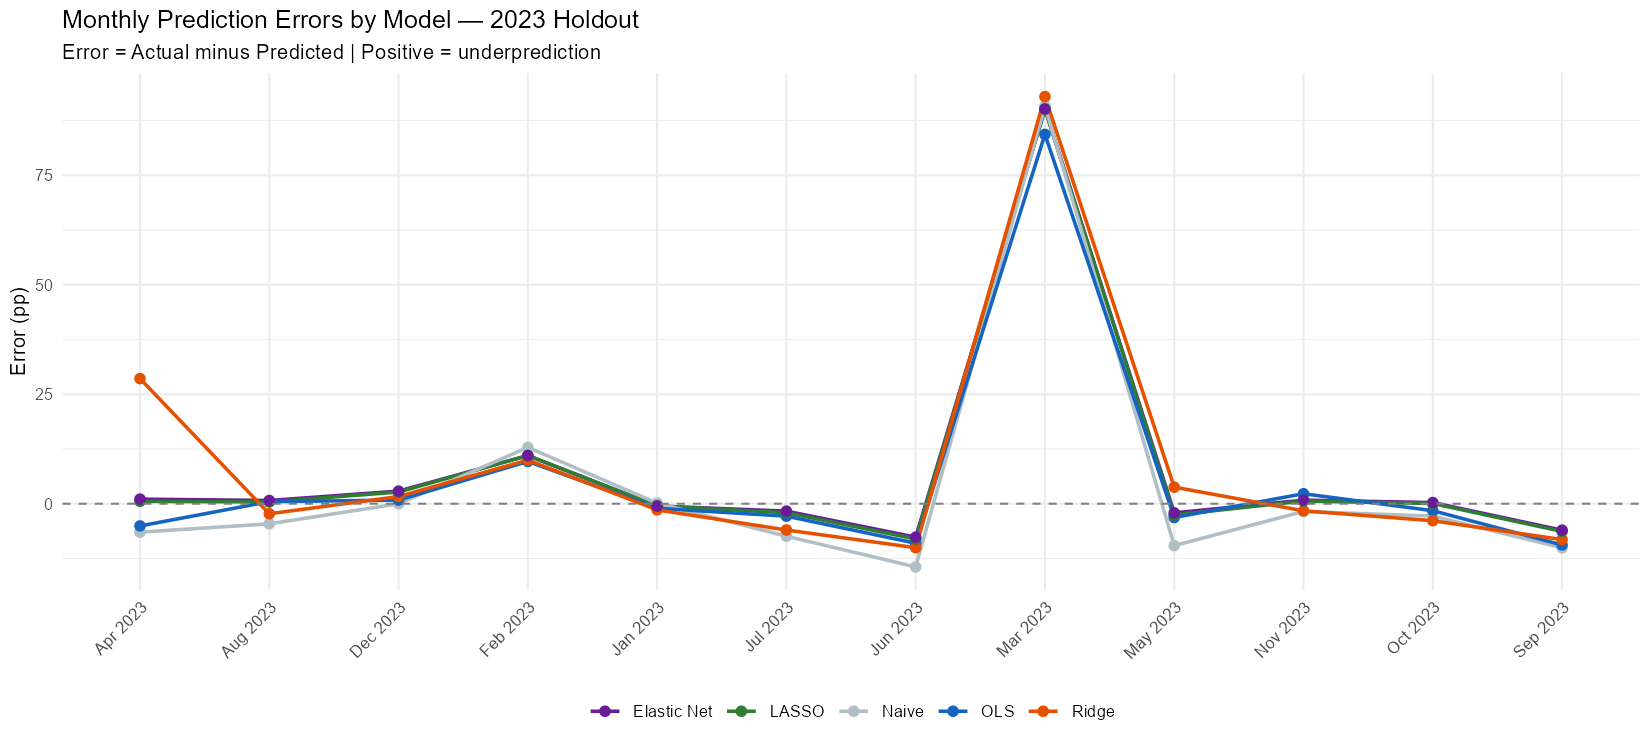 Monthly Prediction Errors by Model — 2023 Holdout
Error = Actual minus Predicted | Positive = underprediction
Error (pp)
75
50
25
0
Apr 2023
Aug 2023
Dec 2023
Feb 2023
Jan 2023
Jul 2023
Jun 2023
Mar 2023
May 2023
Nov 2023
Oct 2023
Sep 2023
Elastic Net
LASSO
Naive
OLS
Ridge